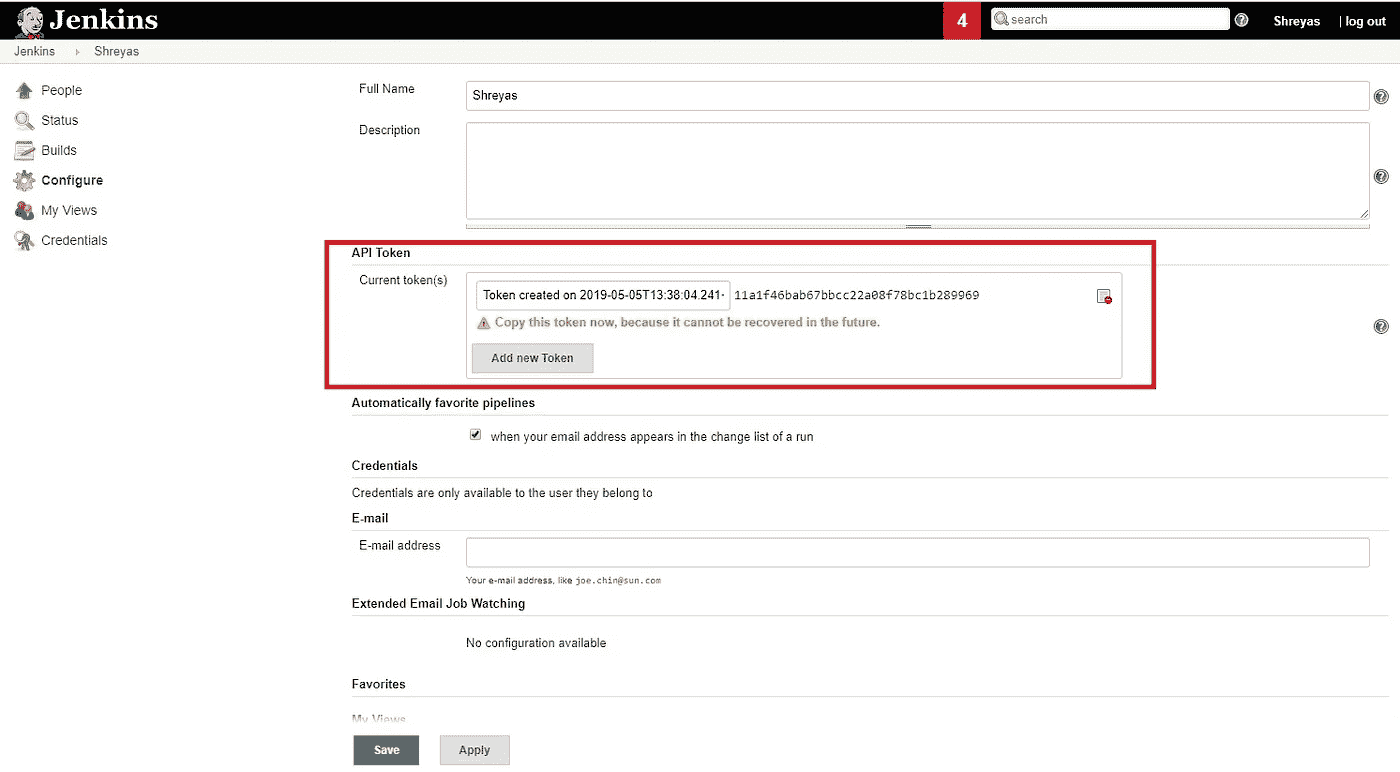 Jenkins
4
search
Shreyas
| log out
Jenkins
Shreyas
People
Status
Builds
Configure
My Views
Credentials
Full Name
Shreyas
Description
API Token
Current token(s)
Token created on 2019-05-05T13:38:04.241 11a1f46bab67bbcc22a08f78bc1b289969
Copy this token now, because it cannot be recovered in the future.
Add new Token
Automatically favorite pipelines
when your email address appears in the change list of a run
Credentials
Credentials are only available to the user they belong to
E-mail
E-mail address
Your e-mail address, like joe.chin@sun.com
Extended Email Job Watching
No configuration available
Favorites
My Views
Save
Apply